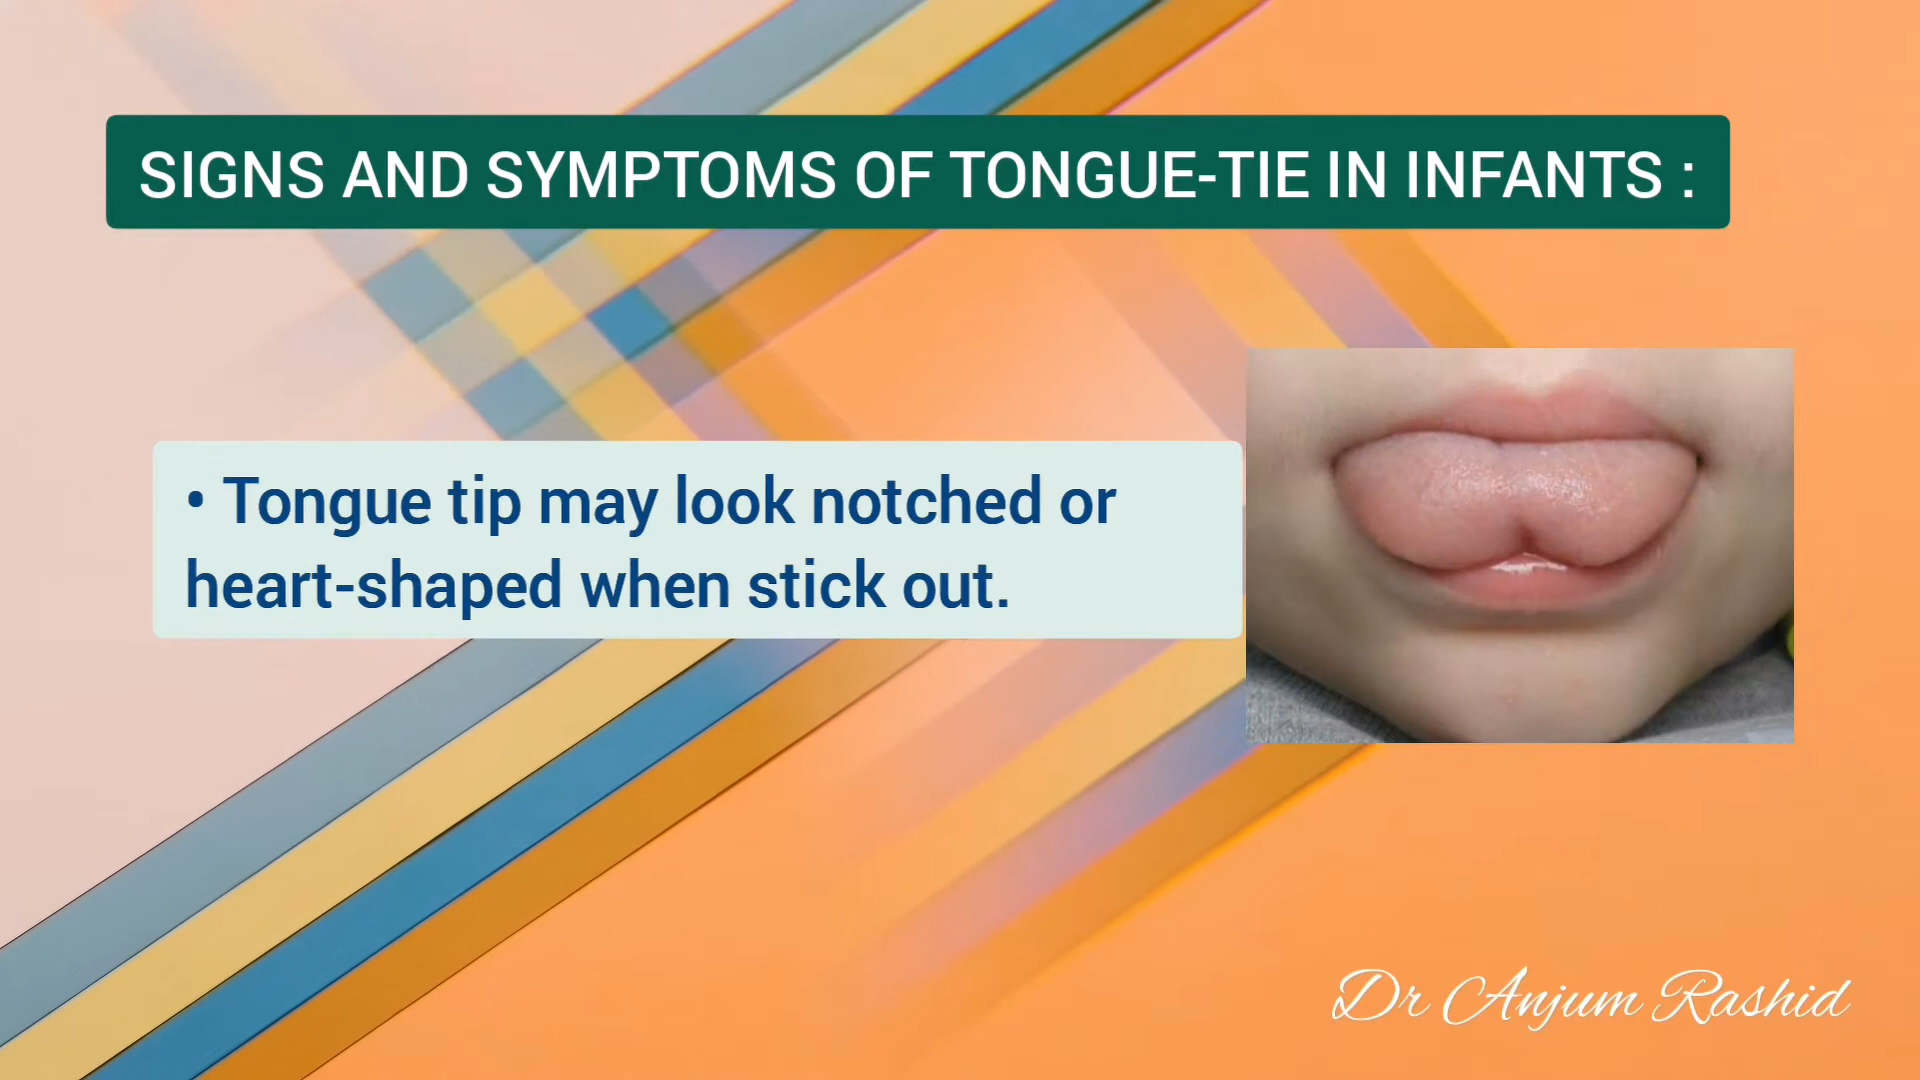 SIGNS AND SYMPTOMS OF TONGUE-TIE IN INFANTS :
• Tongue tip may look notched or
heart-shaped when stick out.
Dr Anjum Rashid